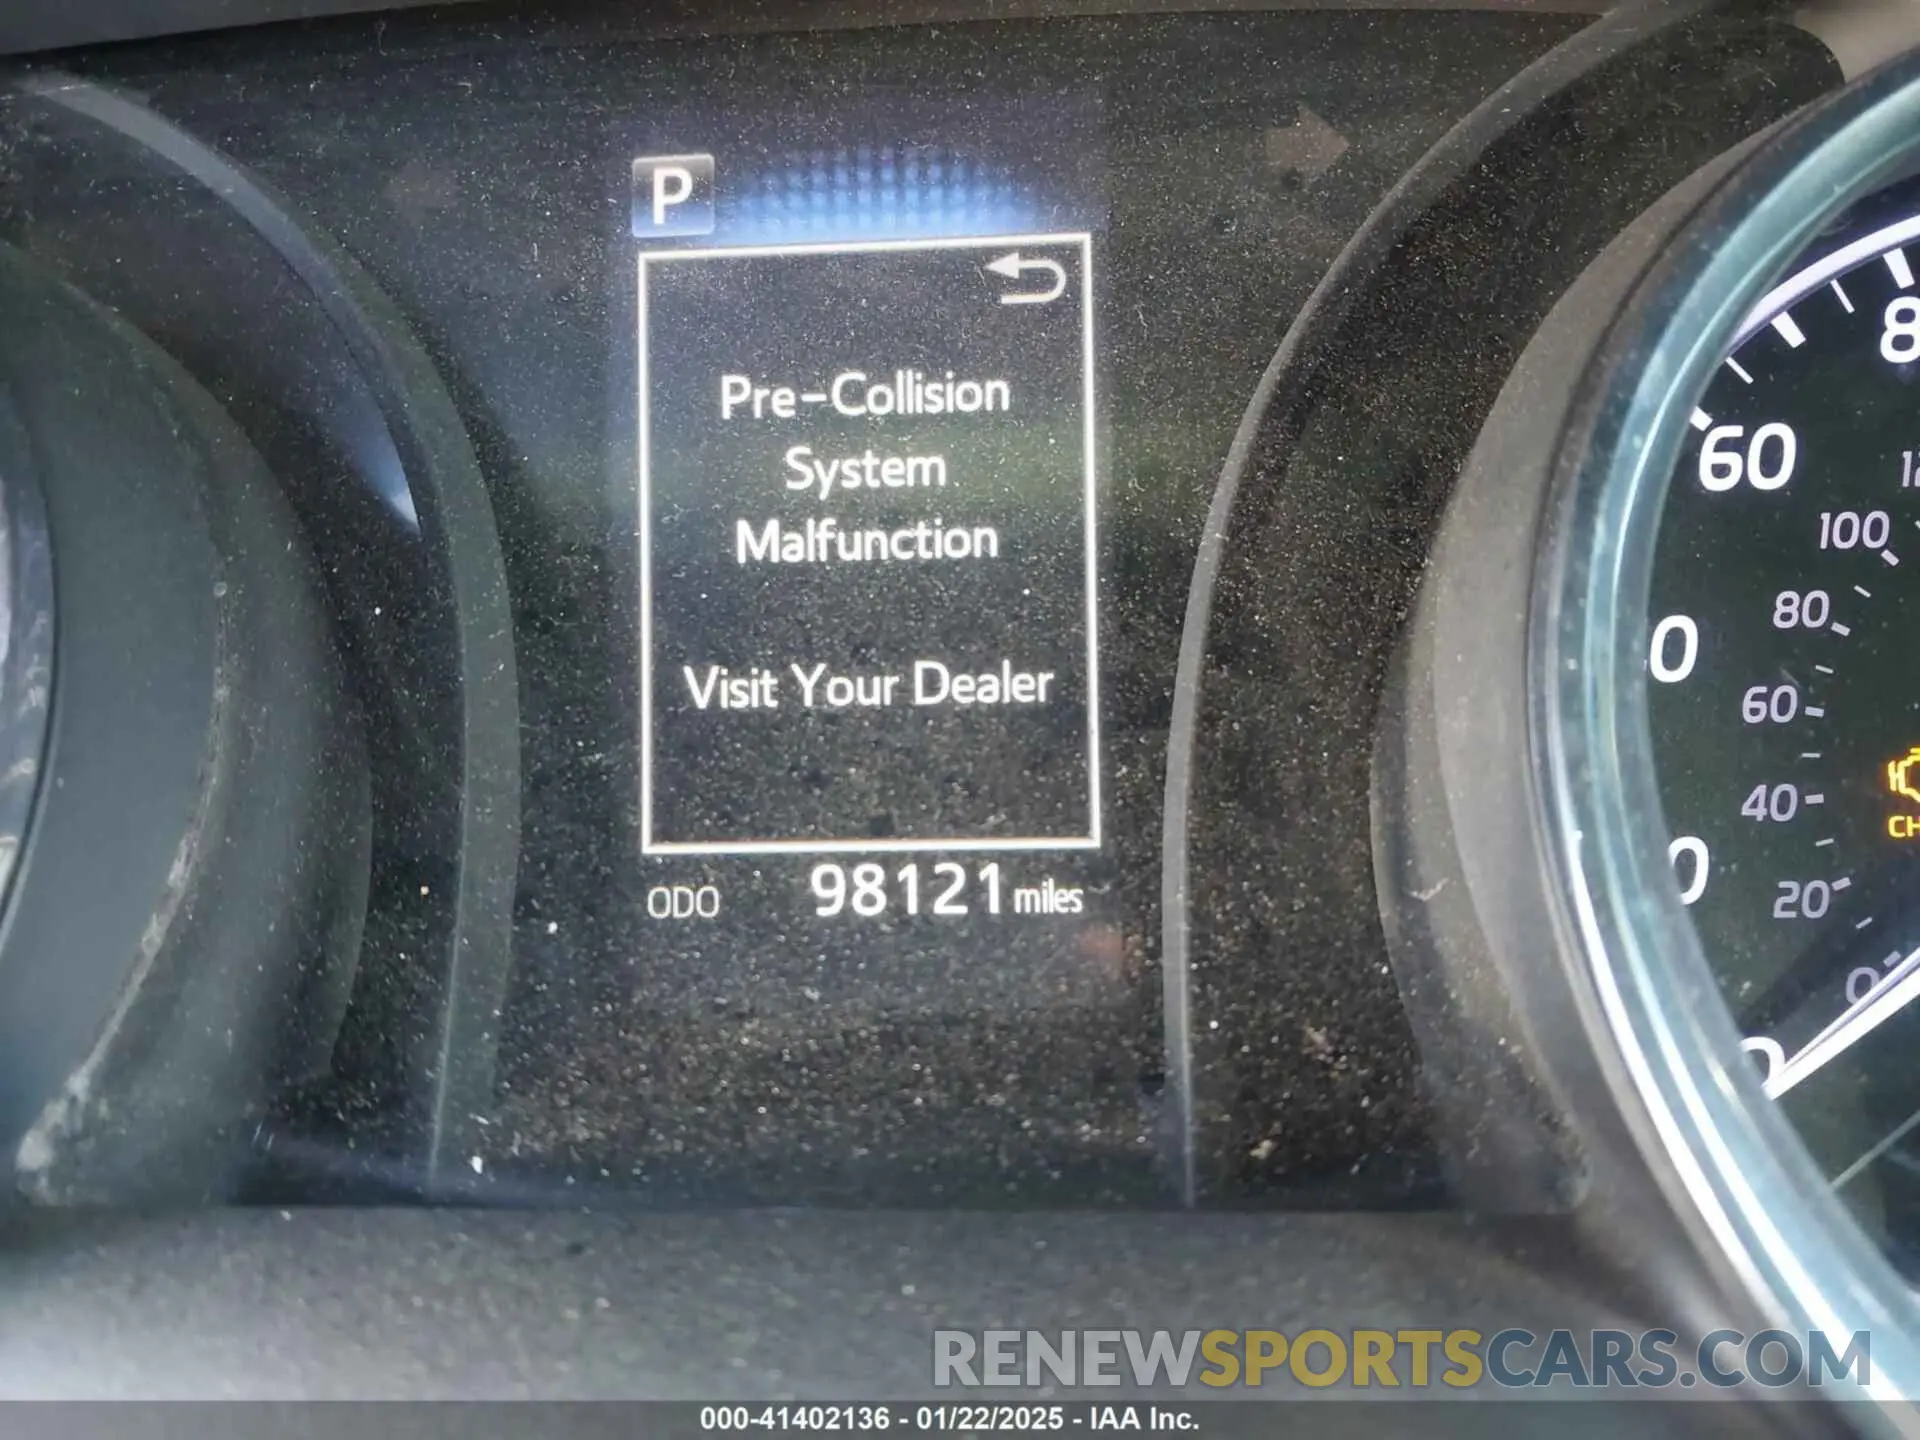 P
Pre-Collision
System
Malfunction
Visit Your Dealer
ODO 98121 miles
60
100
80
60
40
20
0
RENEWSPORTSCARS.COM
000-41402136 - 01/22/2025 - IAA Inc.